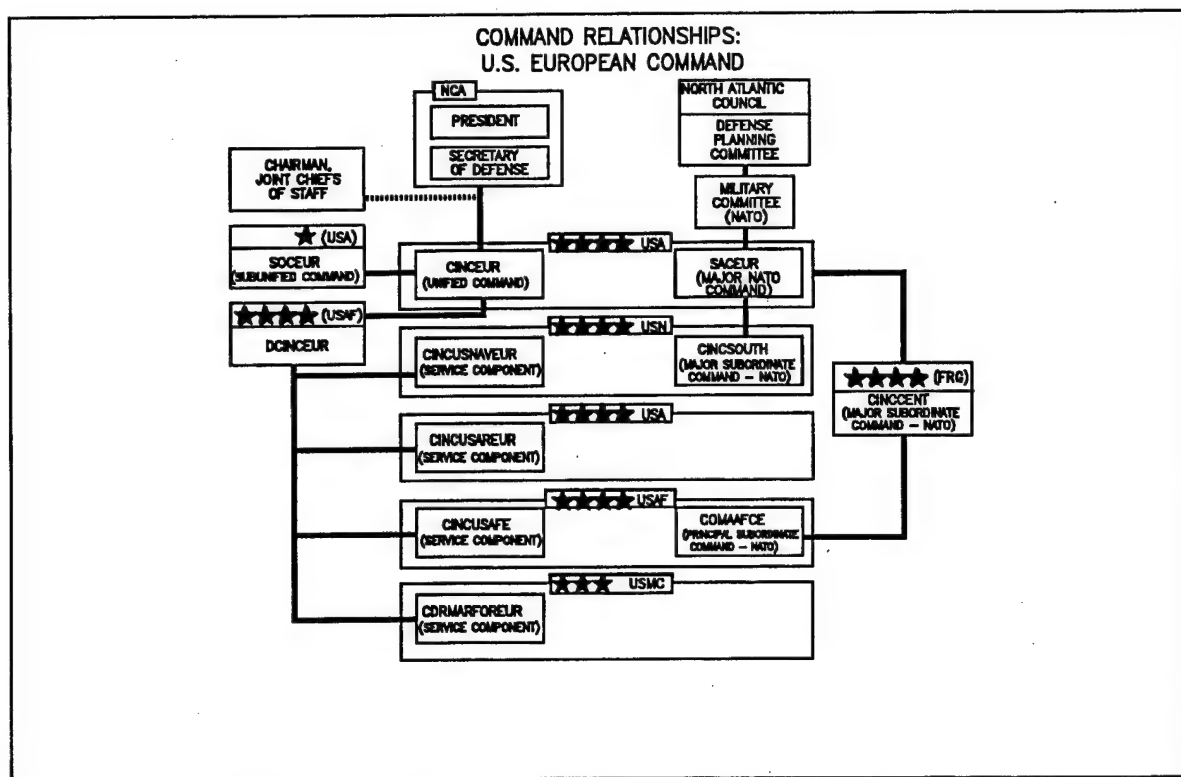 COMMAND RELATIONSHIPS:
U.S. EUROPEAN COMMAND
NCA
PRESIDENT
SECRETARY
OF DEFENSE
NORTH ATLANTIC
COUNCIL
DEFENSE
PLANNING
COMMITTEE
CHAIRMAN,
JOINT CHIEFS
OF STAFF
MILITARY
COMMITTEE
(NATO)
(USA)
SOCEUR
(SUBUNIFIED COMMAND)
USA
CINCEUR
(UNIFIED COMMAND)
SACEUR
(MAJOR NATO
COMMAND)
(USAF)
DCINCEUR
USN
CINCUSNAVEUR
(SERVICE COMPONENT)
CINCSOUTH
(MAJOR SUBORDINATE
COMMAND — NATO)
(FRG)
CINCCENT
(MAJOR SUBORDINATE
COMMAND — NATO)
USA
CINCUSAREUR
(SERVICE COMPONENT)
USAF
CINCUSAFE
(SERVICE COMPONENT)
COMAAFCE
(PRINCIPAL SUBORDINATE
COMMAND — NATO)
USMC
CDRMARFOREUR
(SERVICE COMPONENT)